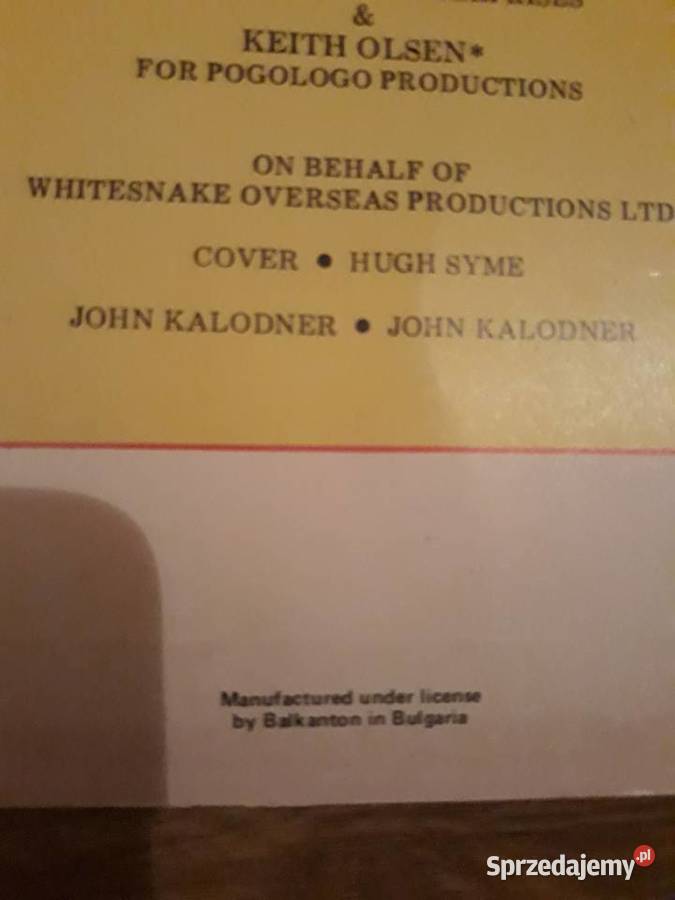 &
KEITH OLSEN*
FOR POGOLOGO PRODUCTIONS
ON BEHALF OF
WHITESNAKE OVERSEAS PRODUCTIONS LTD
COVER ● HUGH SYME
JOHN KALODNER ● JOHN KALODNER
Manufactured under license
by Balkanton in Bulgaria
Sprzedajemy.pl